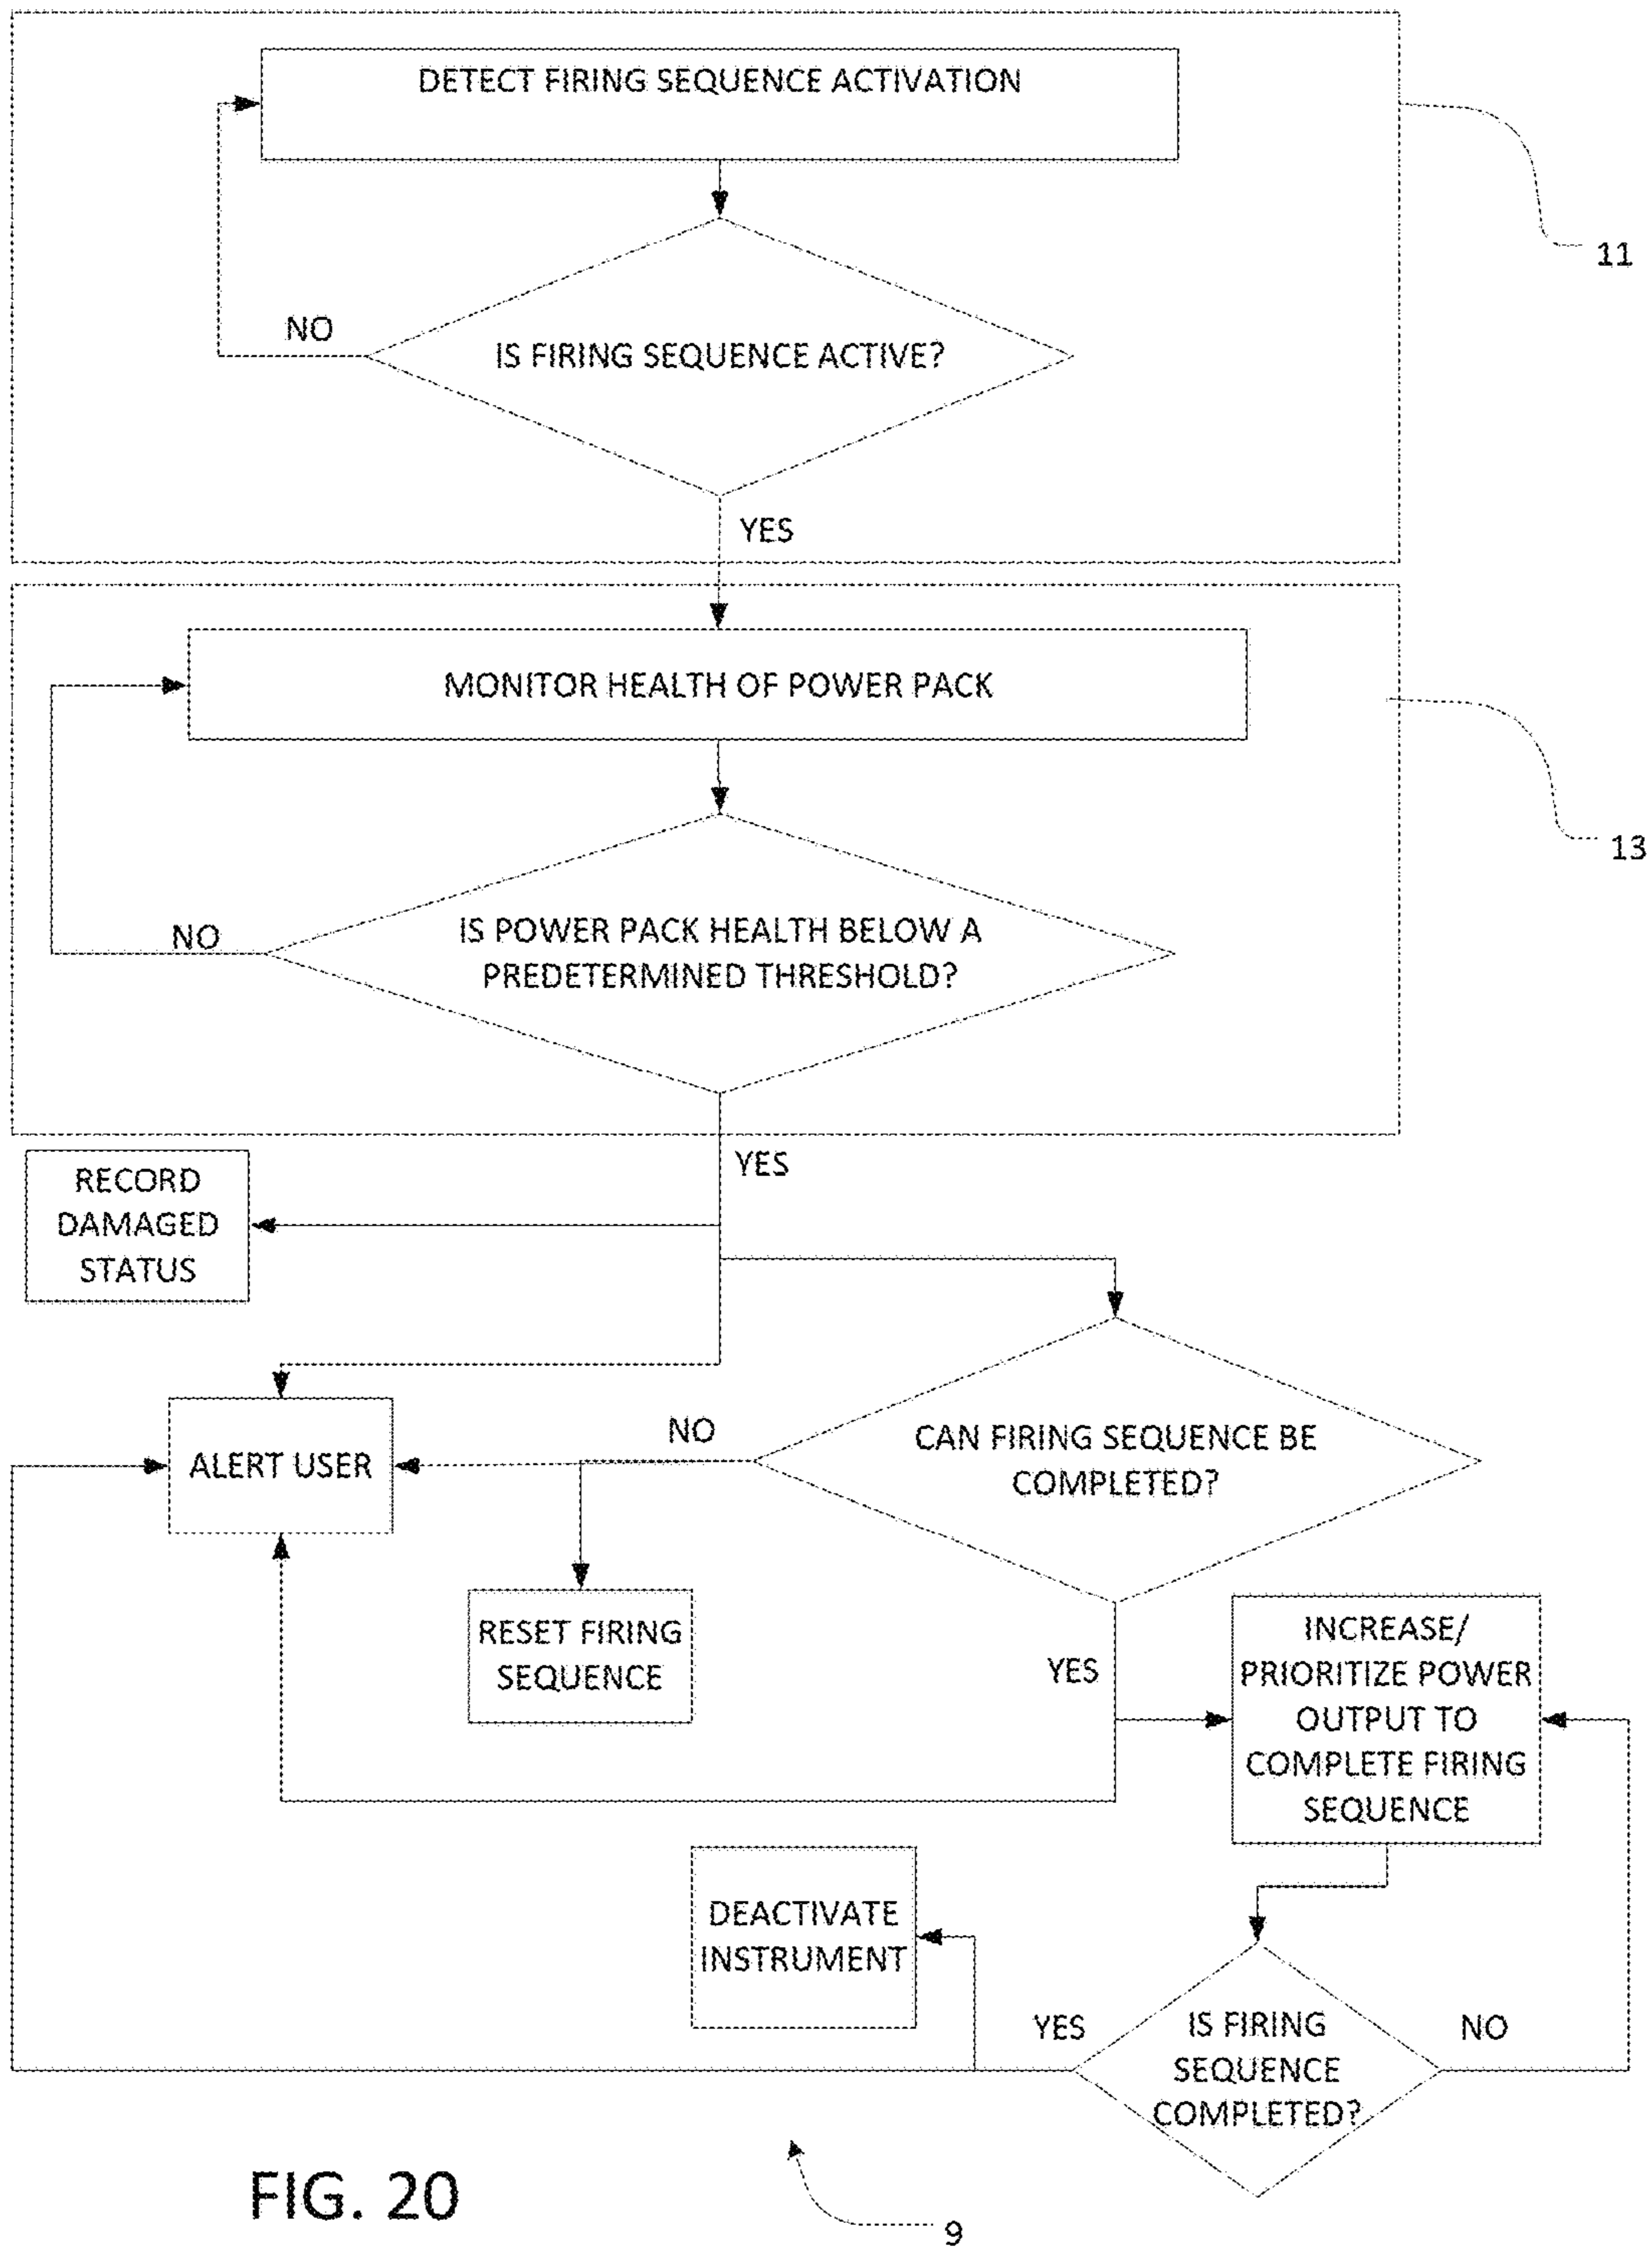 DETECT FIRING SEQUENCE ACTIVATION
11
NO
IS FIRING SEQUENCE ACTIVE?
YES
MONITOR HEALTH OF POWER PACK
13
NO
IS POWER PACK HEALTH BELOW A
PREDETERMINED THRESHOLD?
YES
RECORD
DAMAGED
STATUS
ALERT USER
NO
CAN FIRING SEQUENCE BE
COMPLETED?
RESET FIRING
SEQUENCE
YES
INCREASE/
PRIORITIZE POWER
OUTPUT TO
COMPLETE FIRING
SEQUENCE
DEACTIVATE
INSTRUMENT
YES
IS FIRING
SEQUENCE
COMPLETED?
NO
FIG. 20
9